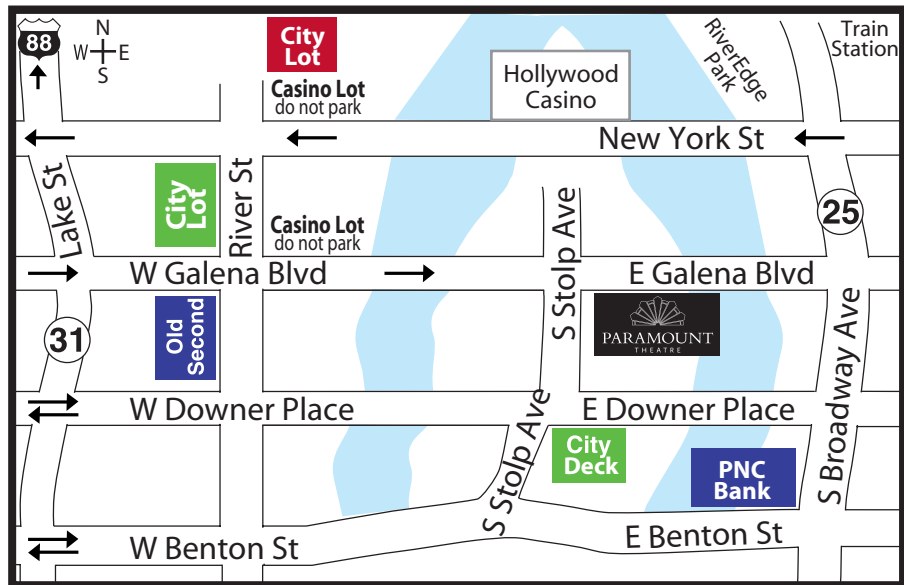 88
N
W E
S
City
Lot
Casino Lot
do not park
Hollywood
Casino
RiverEdge
Park
Train
Station
New York St
Lake St
City
Lot
River St
Casino Lot
do not park
S Stolp Ave
25
W Galena Blvd
E Galena Blvd
31
Old
Second
PARAMOUNT
THEATRE
S Broadway Ave
W Downer Place
E Downer Place
S Stolp Ave
City
Deck
PNC
Bank
W Benton St
E Benton St